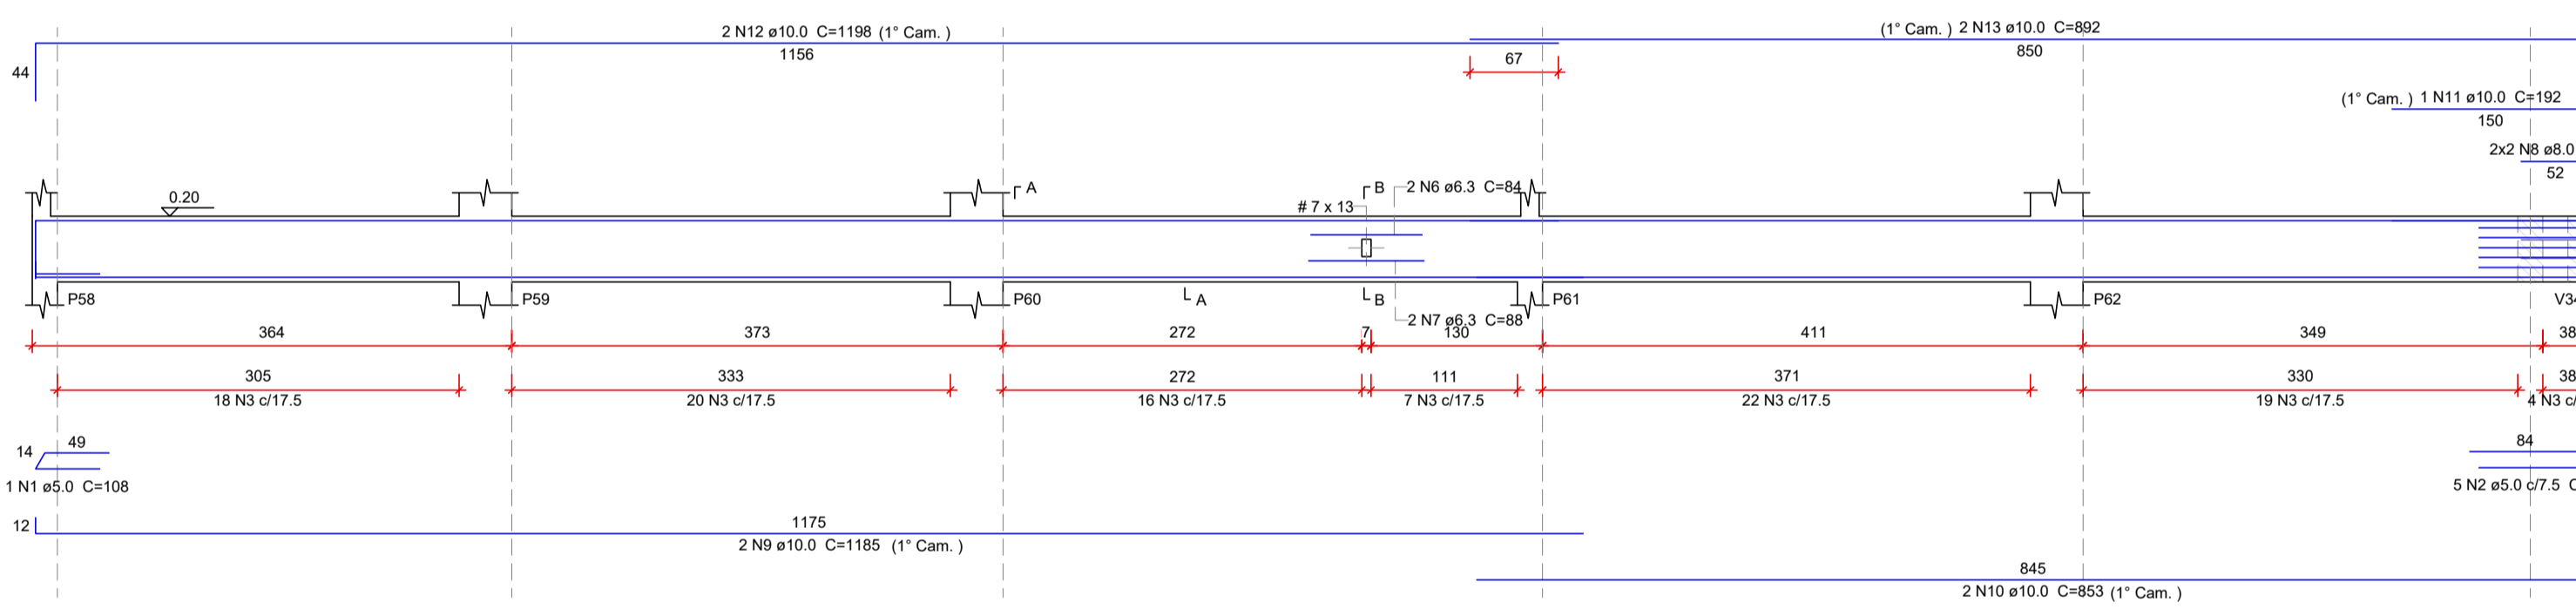 2 N12 ø10.0 C=1198 (1° Cam. )
1156
44
(1° Cam. ) 2 N13 ø10.0 C=892
850
67
(1° Cam. ) 1 N11 ø10.0 C=192
150
2x2 N8 ø8.0
52
0.20
A
B
2 N6 ø6.3 C=84
# 7 x 13
P58
P59
P60
A
B
P61
P62
2 N7 ø6.3 C=88
364
373
272
7
130
411
349
38
305
333
272
111
371
330
38
18 N3 c/17.5
20 N3 c/17.5
16 N3 c/17.5
7 N3 c/17.5
22 N3 c/17.5
19 N3 c/17.5
4 N3 c/
14
49
1 N1 ø5.0 C=108
84
5 N2 ø5.0 c/7.5
12
1175
2 N9 ø10.0 C=1185 (1° Cam. )
845
2 N10 ø10.0 C=853 (1° Cam. )